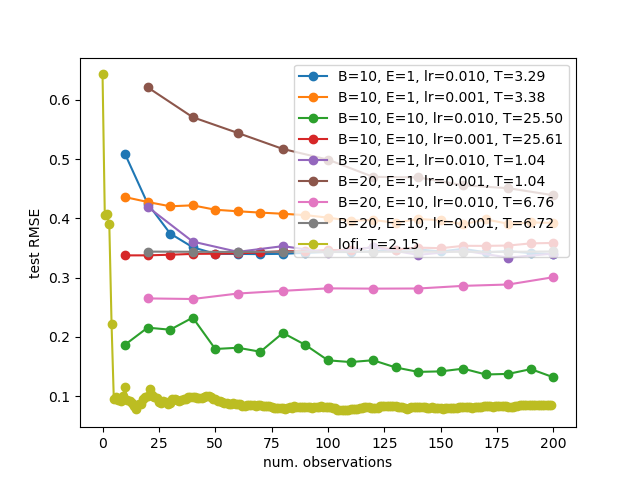 B=10, E=1, lr=0.010, T=3.29
B=10, E=1, lr=0.001, T=3.38
B=10, E=10, lr=0.010, T=25.50
B=10, E=10, lr=0.001, T=25.61
B=20, E=1, lr=0.010, T=1.04
B=20, E=1, lr=0.001, T=1.04
B=20, E=10, lr=0.010, T=6.76
B=20, E=10, lr=0.001, T=6.72
lofi, T=2.15
test RMSE
0.6
0.5
0.4
0.3
0.2
0.1
0 25 50 75 100 125 150 175 200
num. observations